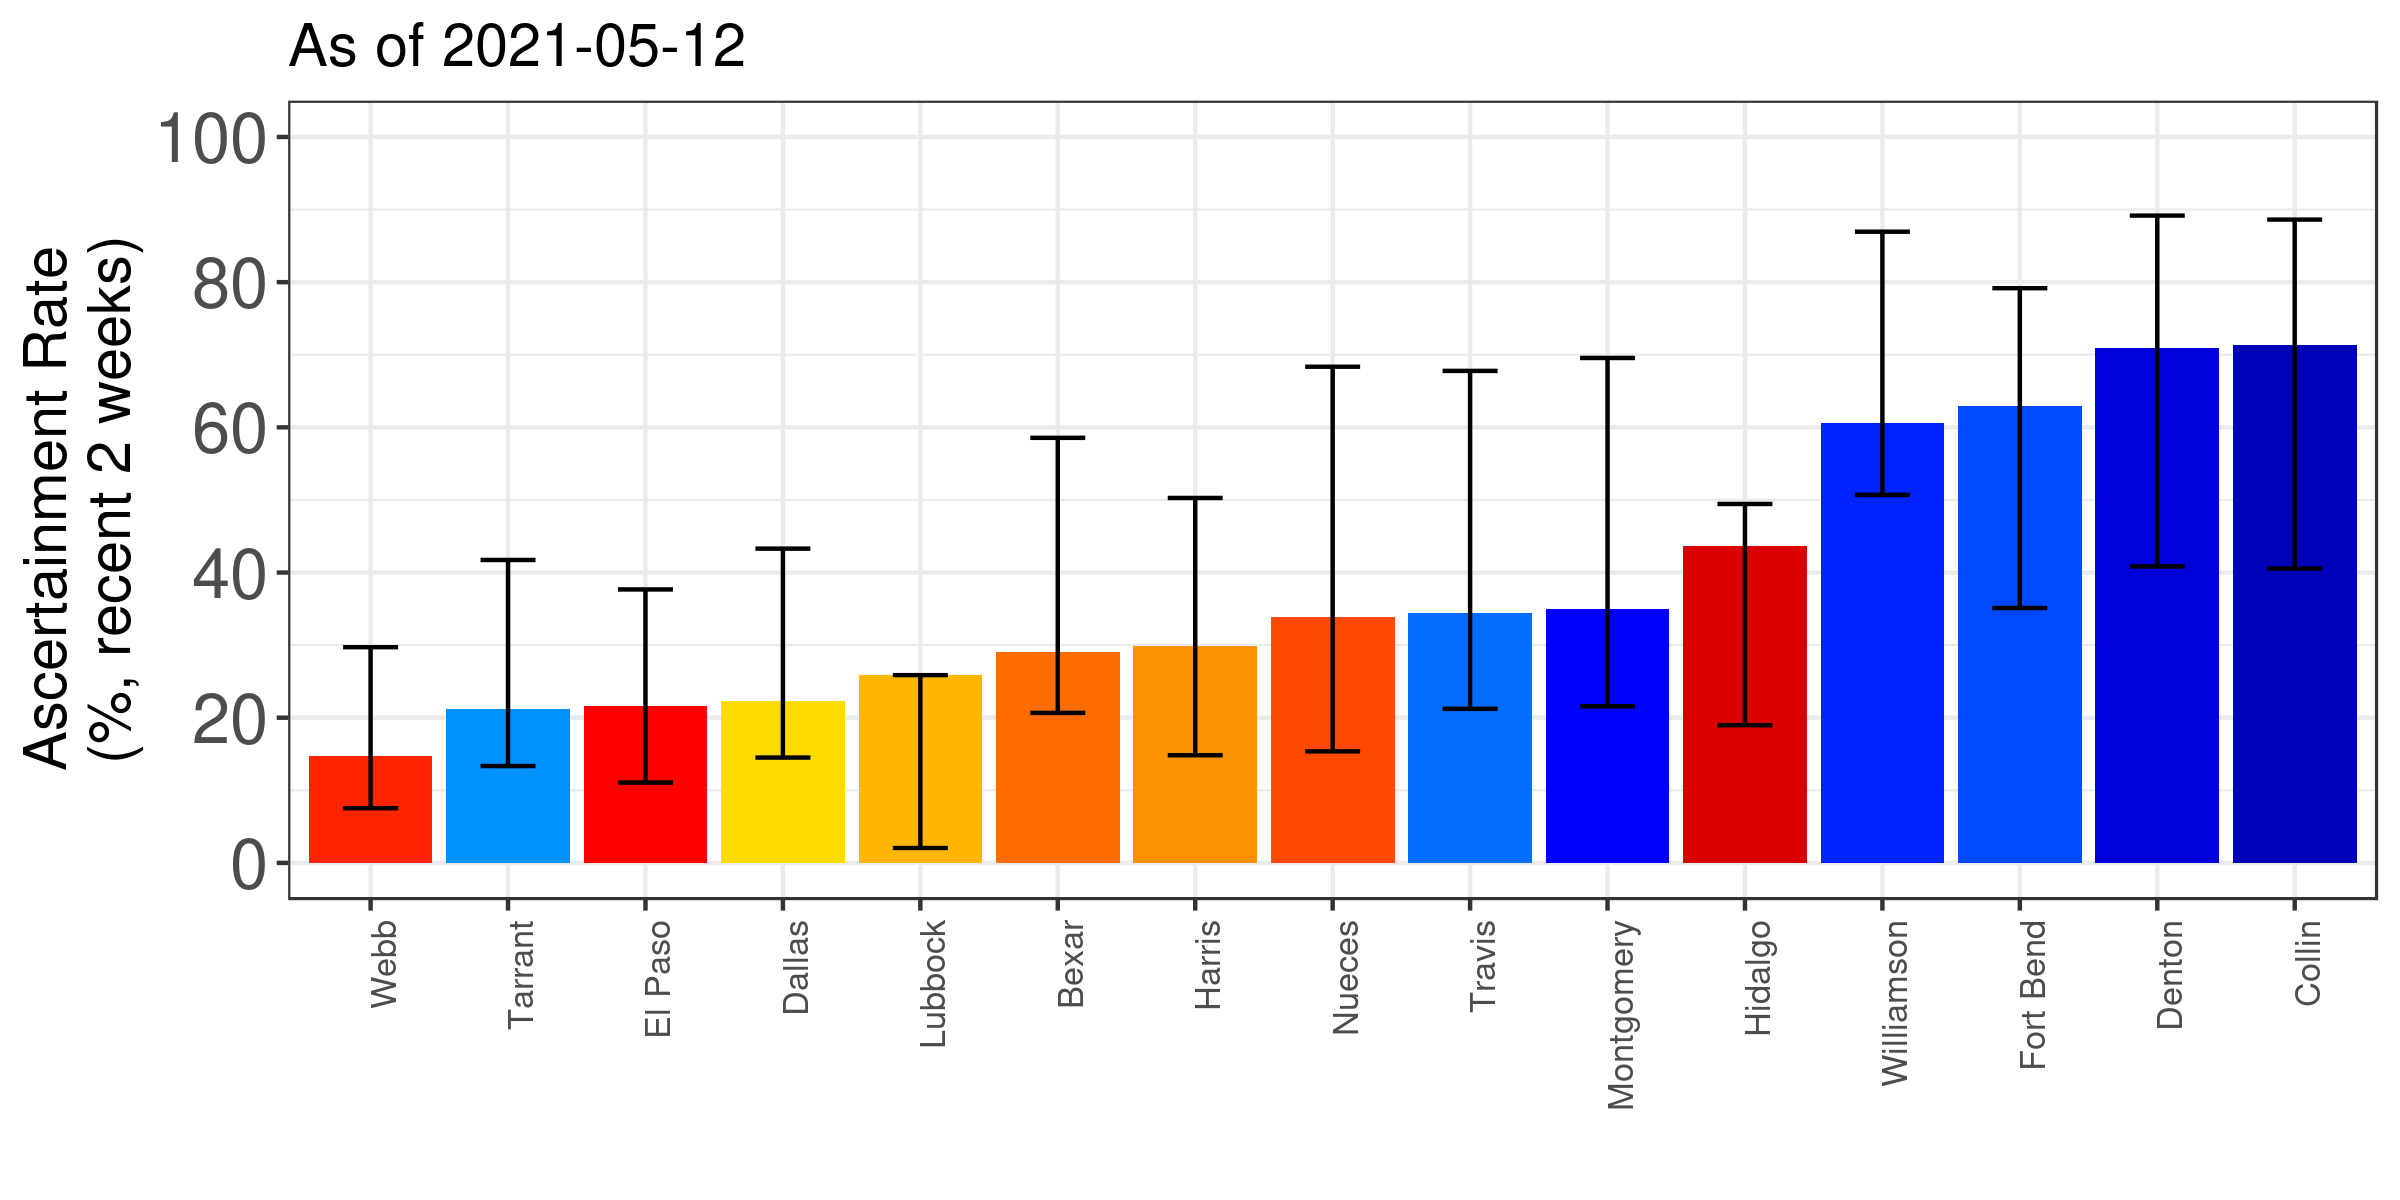 As of 2021-05-12
Ascertainment Rate
(%, recent 2 weeks)
100
80
60
40
20
0
Webb
Tarrant
El Paso
Dallas
Lubbock
Bexar
Harris
Nueces
Travis
Montgomery
Hidalgo
Williamson
Fort Bend
Denton
Collin